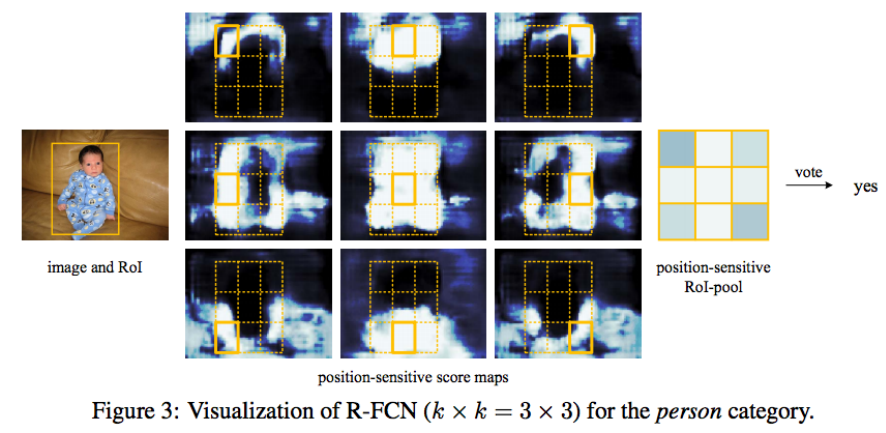 image and RoI
position-sensitive score maps
position-sensitive
RoI-pool
vote
yes
Figure 3: Visualization of R-FCN (k × k = 3 × 3) for the person category.